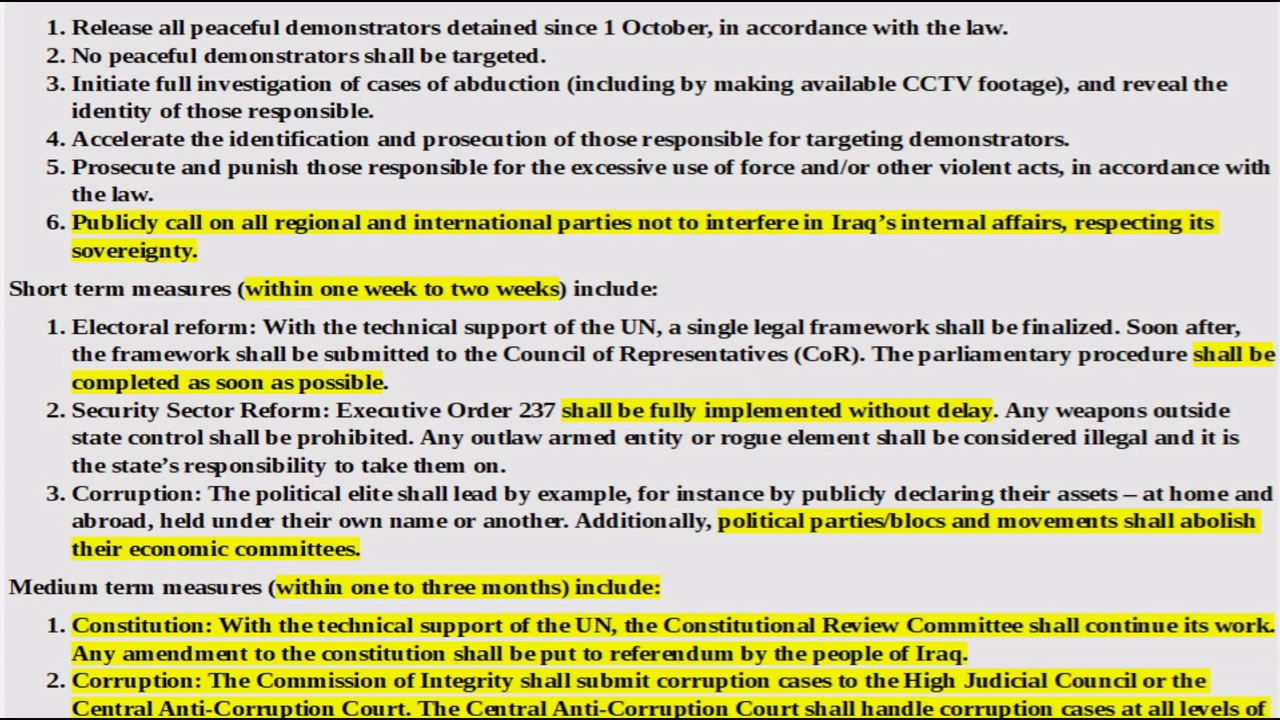 1. Release all peaceful demonstrators detained since 1 October, in accordance with the law.
2. No peaceful demonstrators shall be targeted.
3. Initiate full investigation of cases of abduction (including by making available CCTV footage), and reveal the
identity of those responsible.
4. Accelerate the identification and prosecution of those responsible for targeting demonstrators.
5. Prosecute and punish those responsible for the excessive use of force and/or other violent acts, in accordance with
the law.
6. Publicly call on all regional and international parties not to interfere in Iraq’s internal affairs, respecting its
sovereignty.
Short term measures (within one week to two weeks) include:
1. Electoral reform: With the technical support of the UN, a single legal framework shall be finalized. Soon after,
the framework shall be submitted to the Council of Representatives (CoR). The parliamentary procedure shall be
completed as soon as possible.
2. Security Sector Reform: Executive Order 237 shall be fully implemented without delay. Any weapons outside
state control shall be prohibited. Any outlaw armed entity or rogue element shall be considered illegal and it is
the state’s responsibility to take them on.
3. Corruption: The political elite shall lead by example, for instance by publicly declaring their assets – at home and
abroad, held under their own name or another. Additionally, political parties/blocs and movements shall abolish
their economic committees.
Medium term measures (within one to three months) include:
1. Constitution: With the technical support of the UN, the Constitutional Review Committee shall continue its work.
Any amendment to the constitution shall be put to referendum by the people of Iraq.
2. Corruption: The Commission of Integrity shall submit corruption cases to the High Judicial Council or the
Central Anti-Corruption Court. The Central Anti-Corruption Court shall handle corruption cases at all levels of